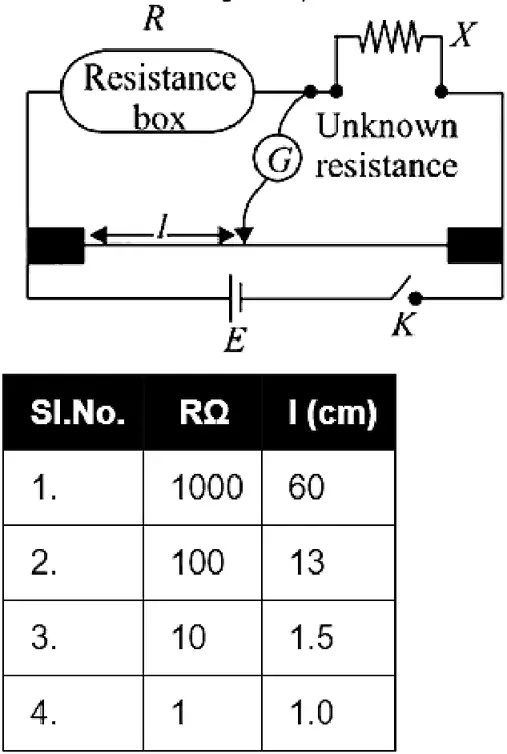 R
X
Resistance
box
Unknown
G
resistance
l
E
K
Sl.No. RΩ l (cm)
1. 1000 60
2. 100 13
3. 10 1.5
4. 1 1.0